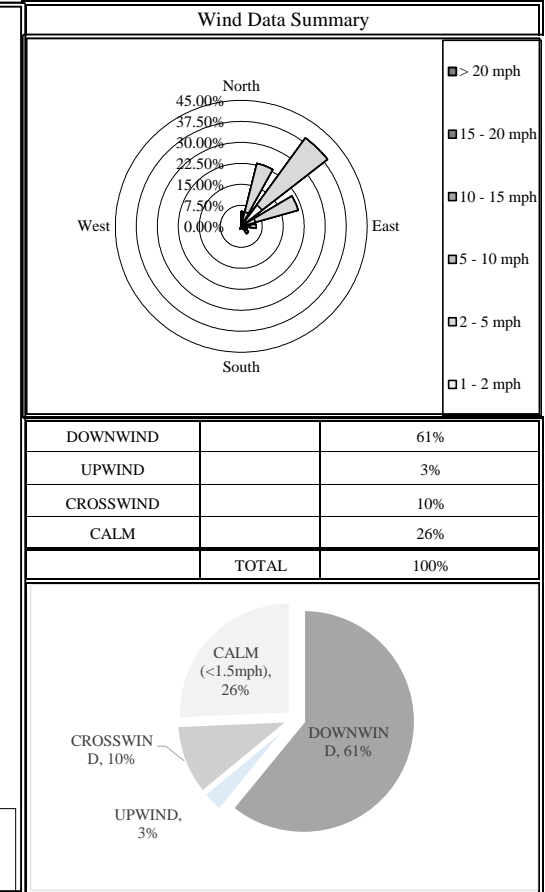 Wind Data Summary
North
45.00%
37.50%
30.00%
22.50%
15.00%
7.50%
0.00%
West
East
South
> 20 mph
15 - 20 mph
10 - 15 mph
5 - 10 mph
2 - 5 mph
1 - 2 mph
DOWNWIND 61%
UPWIND 3%
CROSSWIND 10%
CALM 26%
TOTAL 100%
CALM
(<1.5mph),
26%
DOWNWIN
D, 61%
CROSSWIN
D, 10%
UPWIND,
3%